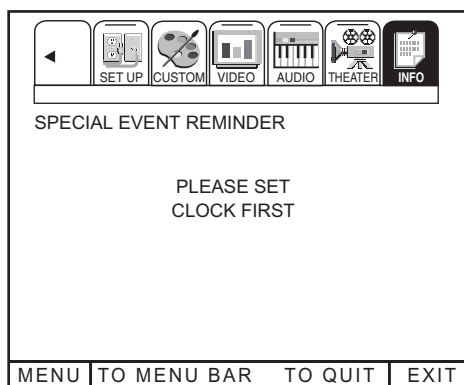 SET UP CUSTOM VIDEO AUDIO THEATER INFO
SPECIAL EVENT REMINDER
PLEASE SET
CLOCK FIRST
MENU TO MENU BAR TO QUIT EXIT